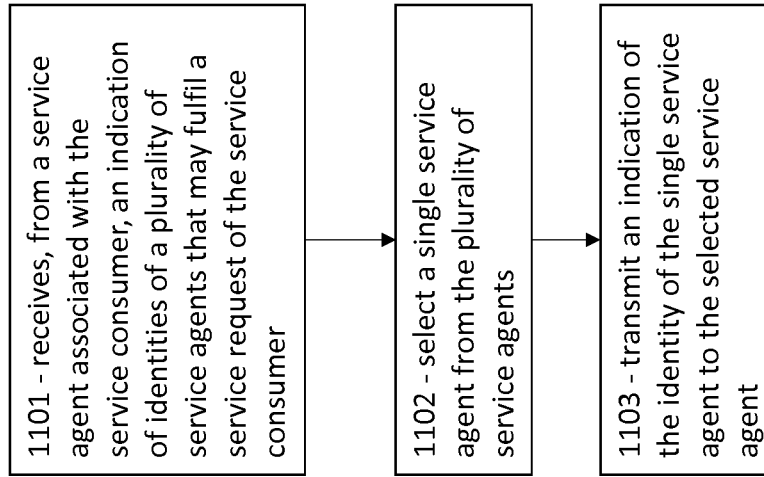 1101 - receives, from a service
agent associated with the
service consumer, an indication
of identities of a plurality of
service agents that may fulfil a
service request of the service
consumer
1102 - select a single service
agent from the plurality of
service agents
1103 - transmit an indication of
the identity of the single service
agent to the selected service
agent